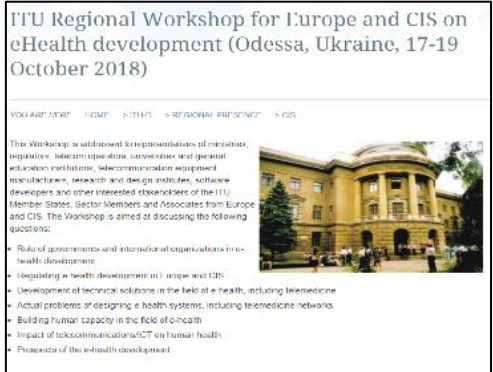 ITU Regional Workshop for Europe and CIS on
eHealth development (Odessa, Ukraine, 17-19
October 2018)
YOU ARE HERE HOME > ITU-D > REGIONAL PRESENCE > CIS
This Workshop is addressed to representatives of ministries,
regulators, telecom operators, universities and general
education institutions, telecommunication equipment
manufacturers, research and design institutes, software
developers and other interested stakeholders of the ITU
Member States, Sector Members and Associates from Europe
and CIS. The Workshop is aimed at discussing the following
questions:
• Role of governments and international organizations in e-
health development
• Regulating e-health development in Europe and CIS
• Development of technical solutions in the field of e-health, including telemedicine
• Actual problems of designing e-health systems, including telemedicine networks
• Building human capacity in the field of e-health
• Impact of telecommunications/ICT on human health
• Prospects of the e-health development